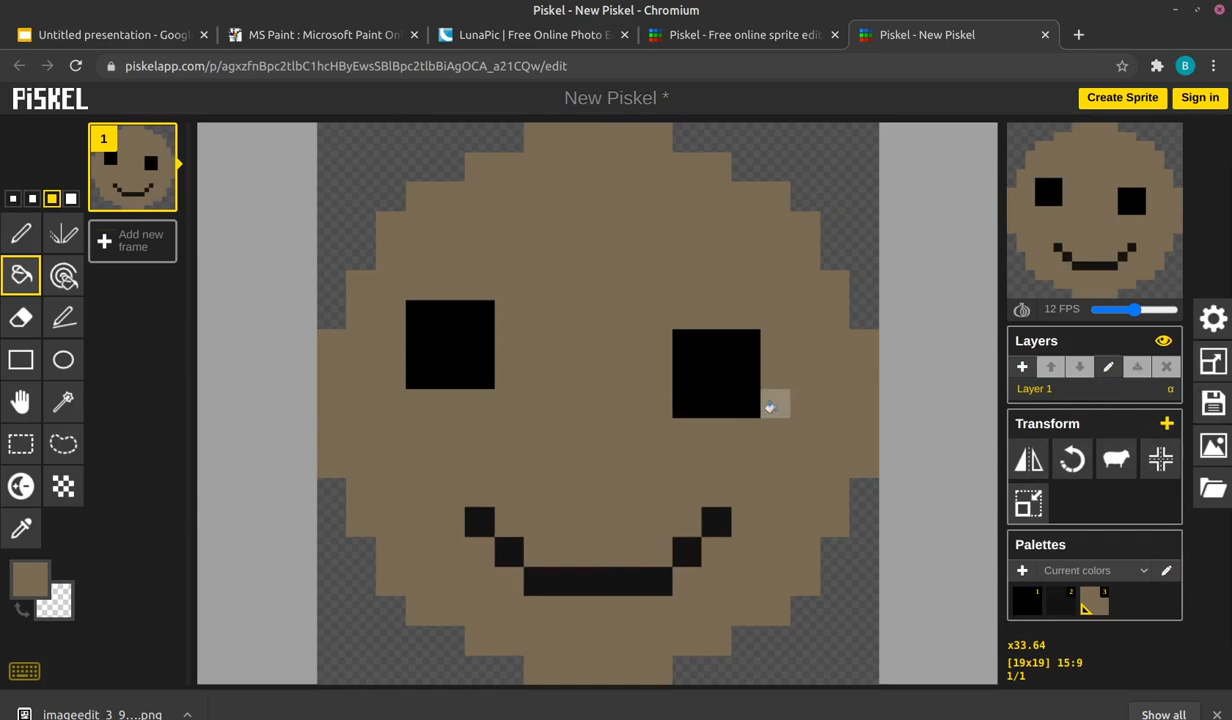 Piskel - New Piskel - Chromium
Untitled presentation - Goog
MS Paint : Microsoft Paint On
LunaPic | Free Online Photo E
Piskel - Free online sprite edit
Piskel - New Piskel
piskelapp.com/p/agxzfnBpc2tlbC1hcHByEwsSBlBpc2tlbBiAgOCA_a21CQw/edit
B
PiSKEL
New Piskel *
Create Sprite
Sign in
1
Add new
frame
12 FPS
Layers
Layer 1
α
Transform
Palettes
Current colors
1
2
3
x33.64
[19x19] 15:9
1/1
imageedit_3_9....png
Show all